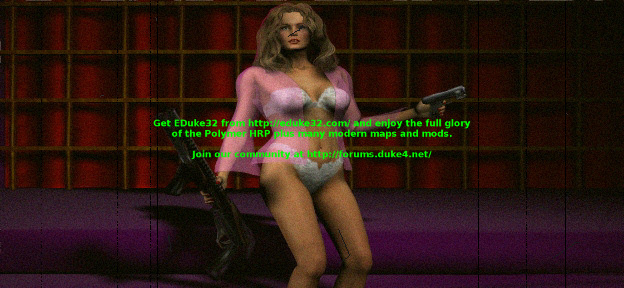 Get EDuke32 from http://eduke32.com/ and enjoy the full glory
of the Polymer HRP with many modern maps and mods.
Join our community at http://forums.duke4.net/